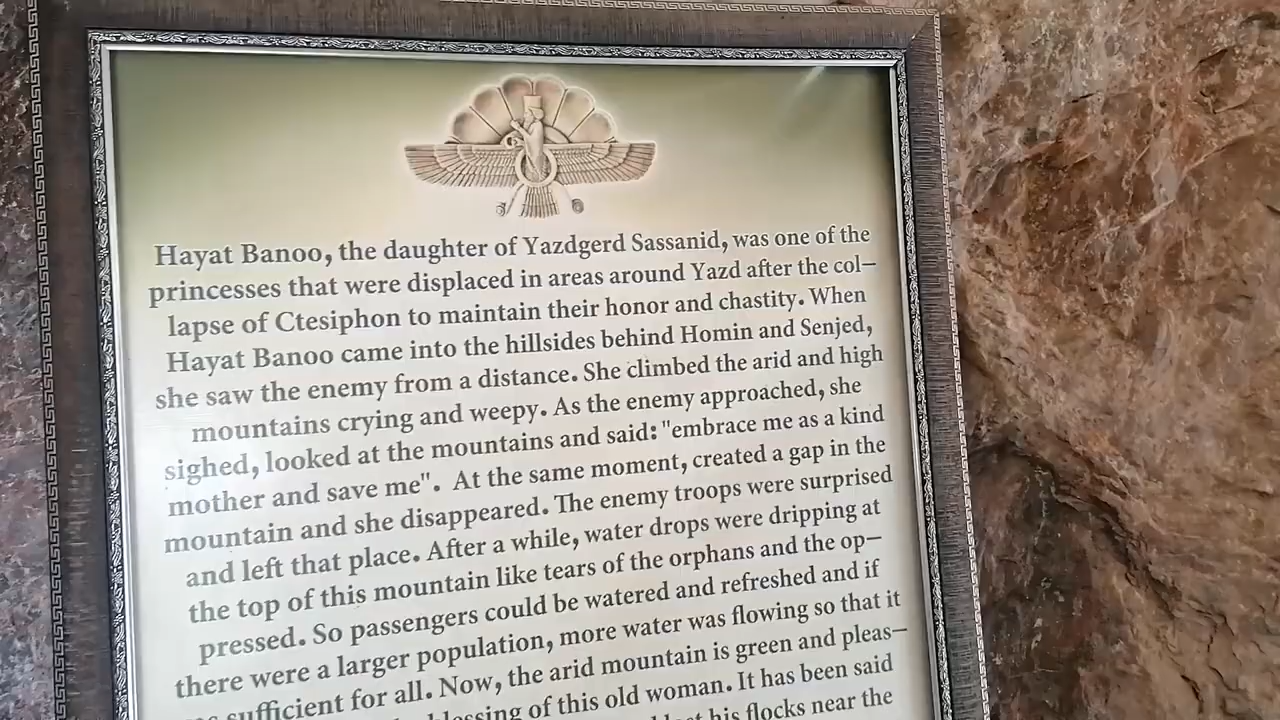 Hayat Banoo, the daughter of Yazdgerd Sassanid, was one of the
princesses that were displaced in areas around Yazd after the col–
lapse of Ctesiphon to maintain their honor and chastity. When
Hayat Banoo came into the hillsides behind Homin and Senjed,
she saw the enemy from a distance. She climbed the arid and high
mountains crying and weepy. As the enemy approached, she
sighed, looked at the mountains and said: "embrace me as a kind
mother and save me". At the same moment, created a gap in the
mountain and she disappeared. The enemy troops were surprised
and left that place. After a while, water drops were dripping at
the top of this mountain like tears of the orphans and the op–
pressed. So passengers could be watered and refreshed and if
there were a larger population, more water was flowing so that it
sufficient for all. Now, the arid mountain is green and pleas–
blessing of this old woman. It has been said
his flocks near the